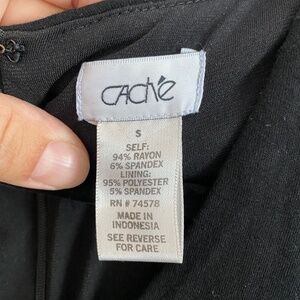 CACHÉ
S
SELF:
94% RAYON
6% SPANDEX
LINING:
95% POLYESTER
5% SPANDEX
RN # 74578
MADE IN
INDONESIA
SEE REVERSE
FOR CARE